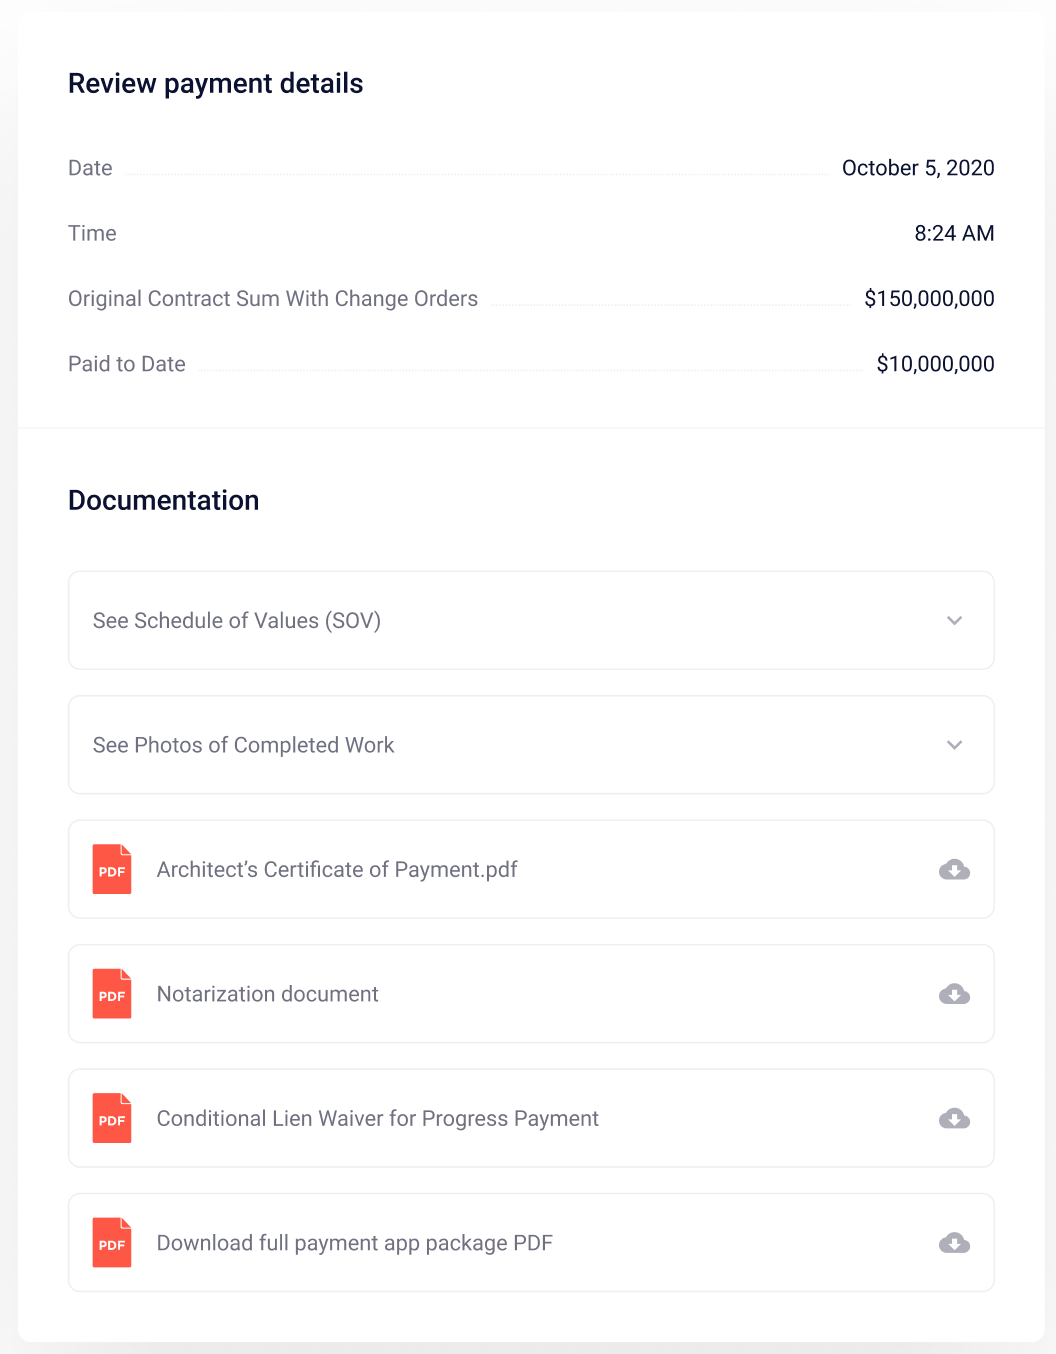 Review payment details
Date October 5, 2020
Time 8:24 AM
Original Contract Sum With Change Orders $150,000,000
Paid to Date $10,000,000
Documentation
See Schedule of Values (SOV)
See Photos of Completed Work
PDF Architect’s Certificate of Payment.pdf
PDF Notarization document
PDF Conditional Lien Waiver for Progress Payment
PDF Download full payment app package PDF